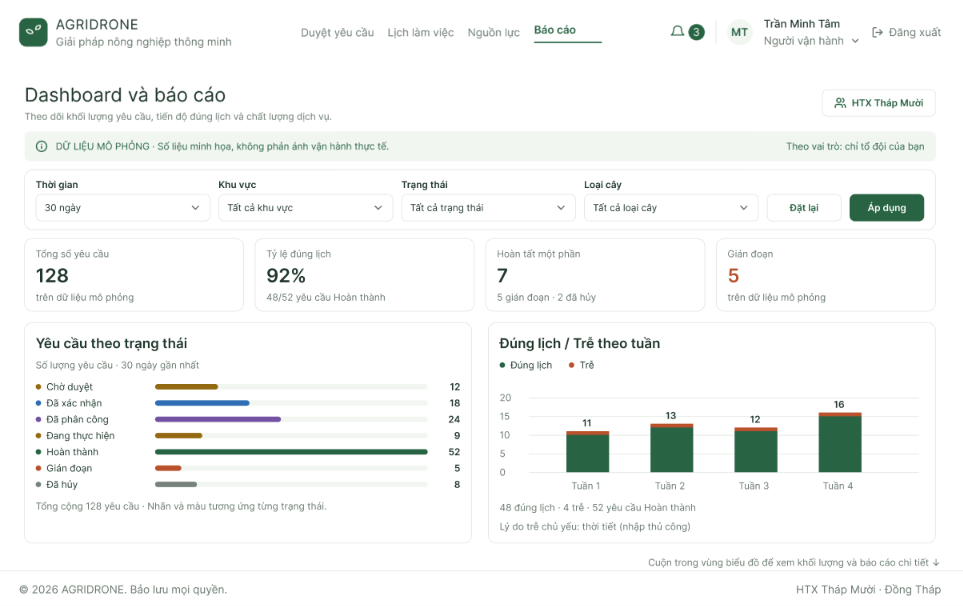 AGRIDRONE
Giải pháp nông nghiệp thông minh
Duyệt yêu cầu Lịch làm việc Nguồn lực Báo cáo
3
MT
Trần Minh Tâm
Người vận hành
Đăng xuất
Dashboard và báo cáo
Theo dõi khối lượng yêu cầu, tiến độ đúng lịch và chất lượng dịch vụ.
HTX Tháp Mười
DỮ LIỆU MÔ PHỎNG · Số liệu minh họa, không phản ánh vận hành thực tế.
Theo vai trò: chỉ tổ đội của bạn
Thời gian Khu vực Trạng thái Loại cây
30 ngày Tất cả khu vực Tất cả trạng thái Tất cả loại cây Đặt lại Áp dụng
Tổng số yêu cầu
128
trên dữ liệu mô phỏng
Tỷ lệ đúng lịch
92%
48/52 yêu cầu Hoàn thành
Hoàn tất một phần
7
5 gián đoạn · 2 đã hủy
Gián đoạn
5
trên dữ liệu mô phỏng
Yêu cầu theo trạng thái
Số lượng yêu cầu · 30 ngày gần nhất
Chờ duyệt 12
Đã xác nhận 18
Đã phân công 24
Đang thực hiện 9
Hoàn thành 52
Gián đoạn 5
Đã hủy 8
Tổng cộng 128 yêu cầu · Nhãn và màu tương ứng từng trạng thái.
Đúng lịch / Trễ theo tuần
Đúng lịch Trễ
20
15
10
5
0
11 13 12 16
Tuần 1 Tuần 2 Tuần 3 Tuần 4
48 đúng lịch · 4 trễ · 52 yêu cầu Hoàn thành
Lý do trễ chủ yếu: thời tiết (nhập thủ công)
Cuộn trong vùng biểu đồ để xem khối lượng và báo cáo chi tiết ↓
© 2026 AGRIDRONE. Bảo lưu mọi quyền.
HTX Tháp Mười · Đồng Tháp